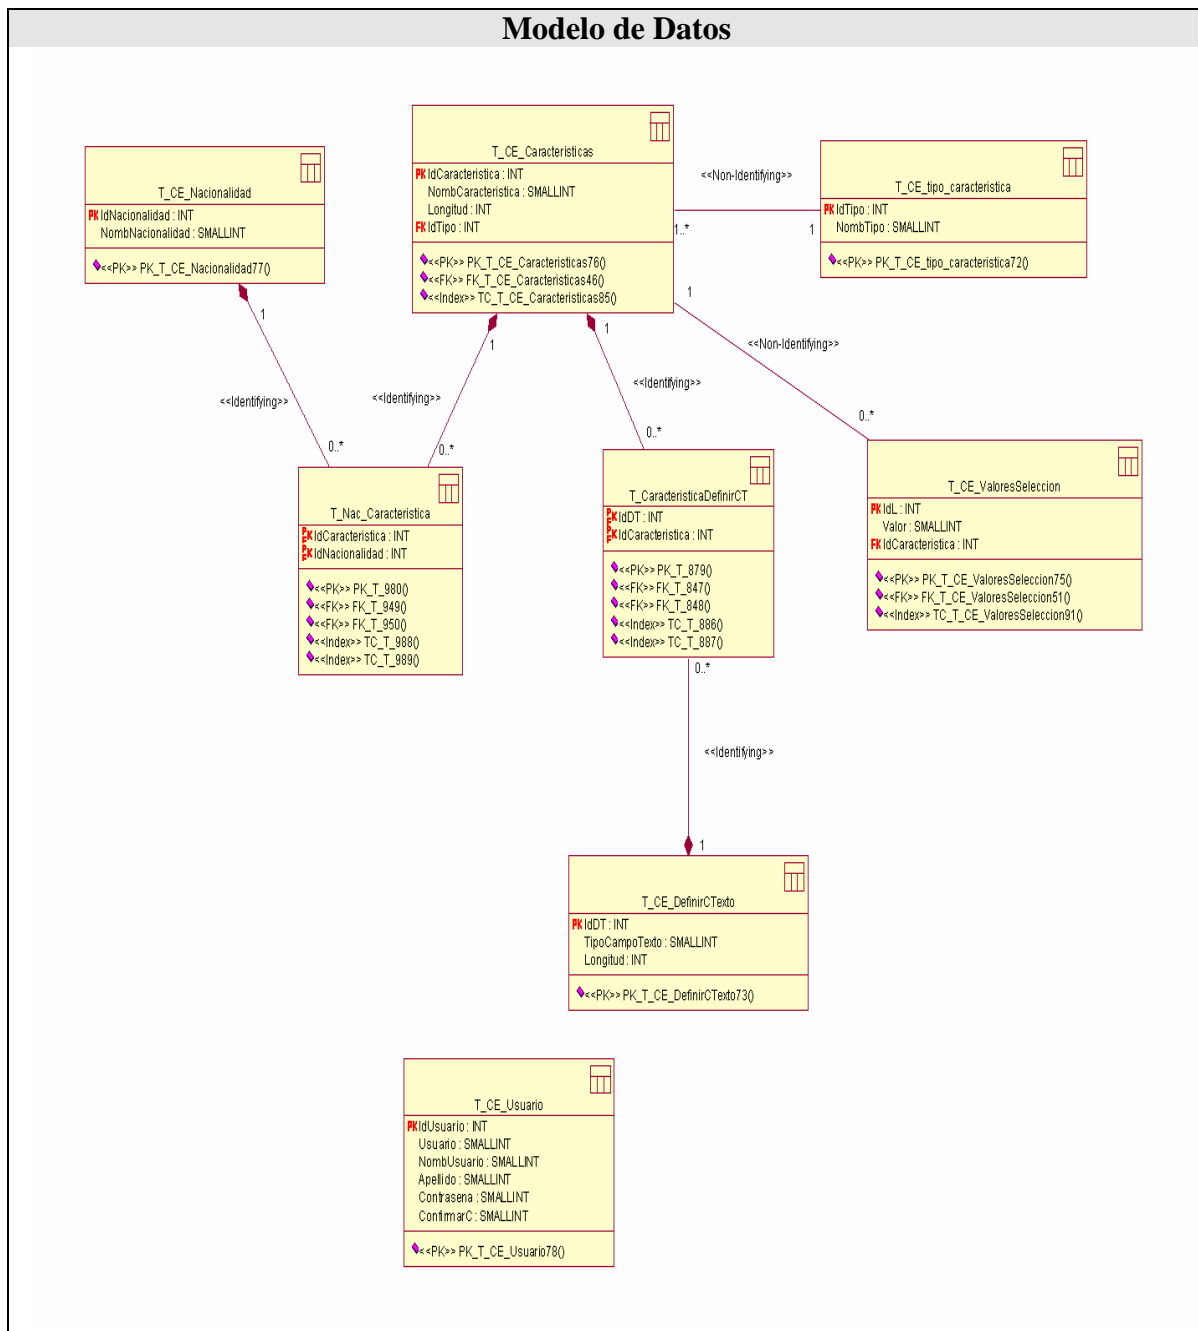 Modelo de Datos
T_CE_Nacionalidad
PK IdNacionalidad : INT
NombNacionalidad : SMALLINT
<<PK>> PK_T_CE_Nacionalidad77()
T_CE_Caracteristicas
PK IdCaracteristica : INT
NombCaracteristica : SMALLINT
Longitud : INT
FK IdTipo : INT
<<PK>> PK_T_CE_Caracteristicas76()
<<FK>> FK_T_CE_Caracteristicas46()
<<Index>> TC_T_CE_Caracteristicas85()
<<Non-Identifying>>
1..*
1
T_CE_tipo_caracteristica
PK IdTipo : INT
NombTipo : SMALLINT
<<PK>> PK_T_CE_tipo_caracteristica72()
1
<<Identifying>>
0..*
1
<<Identifying>>
0..*
1
<<Identifying>>
0..*
1
<<Non-Identifying>>
0..*
T_Nac_Caracteristica
PFK IdCaracteristica : INT
PFK IdNacionalidad : INT
<<PK>> PK_T_980()
<<FK>> FK_T_949()
<<FK>> FK_T_950()
<<Index>> TC_T_988()
<<Index>> TC_T_989()
T_CaracteristicaDefinirCT
PFK IdDT : INT
PFK IdCaracteristica : INT
<<PK>> PK_T_879()
<<FK>> FK_T_847()
<<FK>> FK_T_848()
<<Index>> TC_T_886()
<<Index>> TC_T_887()
T_CE_ValoresSeleccion
PK IdL : INT
Valor : SMALLINT
FK IdCaracteristica : INT
<<PK>> PK_T_CE_ValoresSeleccion75()
<<FK>> FK_T_CE_ValoresSeleccion51()
<<Index>> TC_T_CE_ValoresSeleccion91()
0..*
<<Identifying>>
1
T_CE_DefinirCTexto
PK IdDT : INT
TipoCampoTexto : SMALLINT
Longitud : INT
<<PK>> PK_T_CE_DefinirCTexto73()
T_CE_Usuario
PK IdUsuario : INT
Usuario : SMALLINT
NombUsuario : SMALLINT
Apellido : SMALLINT
Contrasena : SMALLINT
ConfirmarC : SMALLINT
<<PK>> PK_T_CE_Usuario78()